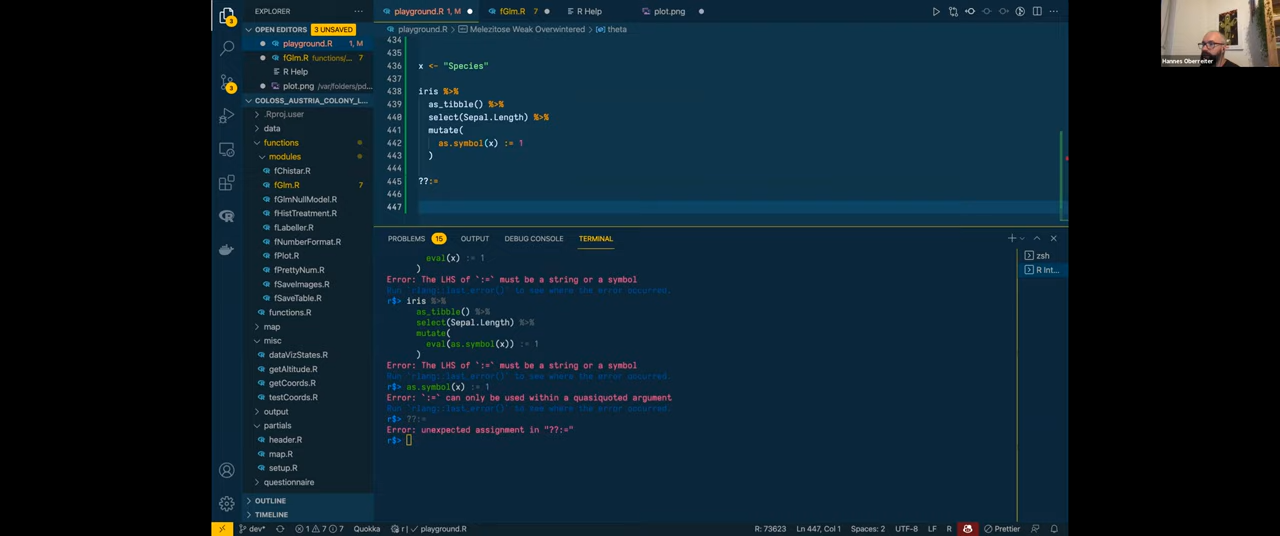 EXPLORER
OPEN EDITORS 3 UNSAVED
playground.R 1, M
fGlm.R functions/... 7
R Help
plot.png /var/folders/pd...
COLOSS_AUSTRIA_COLONY_L...
.Rproj.user
data
functions
modules
fChistar.R
fGlm.R 7
fGlmNullModel.R
fHistTreatment.R
fLabeller.R
fNumberFormat.R
fPlot.R
fPrettyNum.R
fSaveImages.R
fSaveTable.R
functions.R
map
misc
dataVizStates.R
getAltitude.R
getCoords.R
testCoords.R
output
partials
header.R
map.R
setup.R
questionnaire
OUTLINE
TIMELINE
playground.R 1, M
fGlm.R 7
R Help
plot.png
playground.R > Melezitose Weak Overwintered > theta
434
435
436 x <- "Species"
437
438 iris %>%
439 as_tibble() %>%
440 select(Sepal.Length) %>%
441 mutate(
442 as.symbol(x) := 1
443 )
444
445 ??:=
446
447
PROBLEMS 15 OUTPUT DEBUG CONSOLE TERMINAL
eval(x) := 1
)
Error: The LHS of `:=` must be a string or a symbol
Run `rlang::last_error()` to see where the error occurred.
r$> iris %>%
as_tibble() %>%
select(Sepal.Length) %>%
mutate(
eval(as.symbol(x)) := 1
)
Error: The LHS of `:=` must be a string or a symbol
Run `rlang::last_error()` to see where the error occurred.
r$> as.symbol(x) := 1
Error: `:=` can only be used within a quasiquoted argument
Run `rlang::last_error()` to see where the error occurred.
r$> ??:=
Error: unexpected assignment in "??:="
r$>
zsh
R Int...
Hannes Oberreiter
dev* 1 7 7 Quokka r playground.R
R: 73623 Ln 447, Col 1 Spaces: 2 UTF-8 LF R Prettier